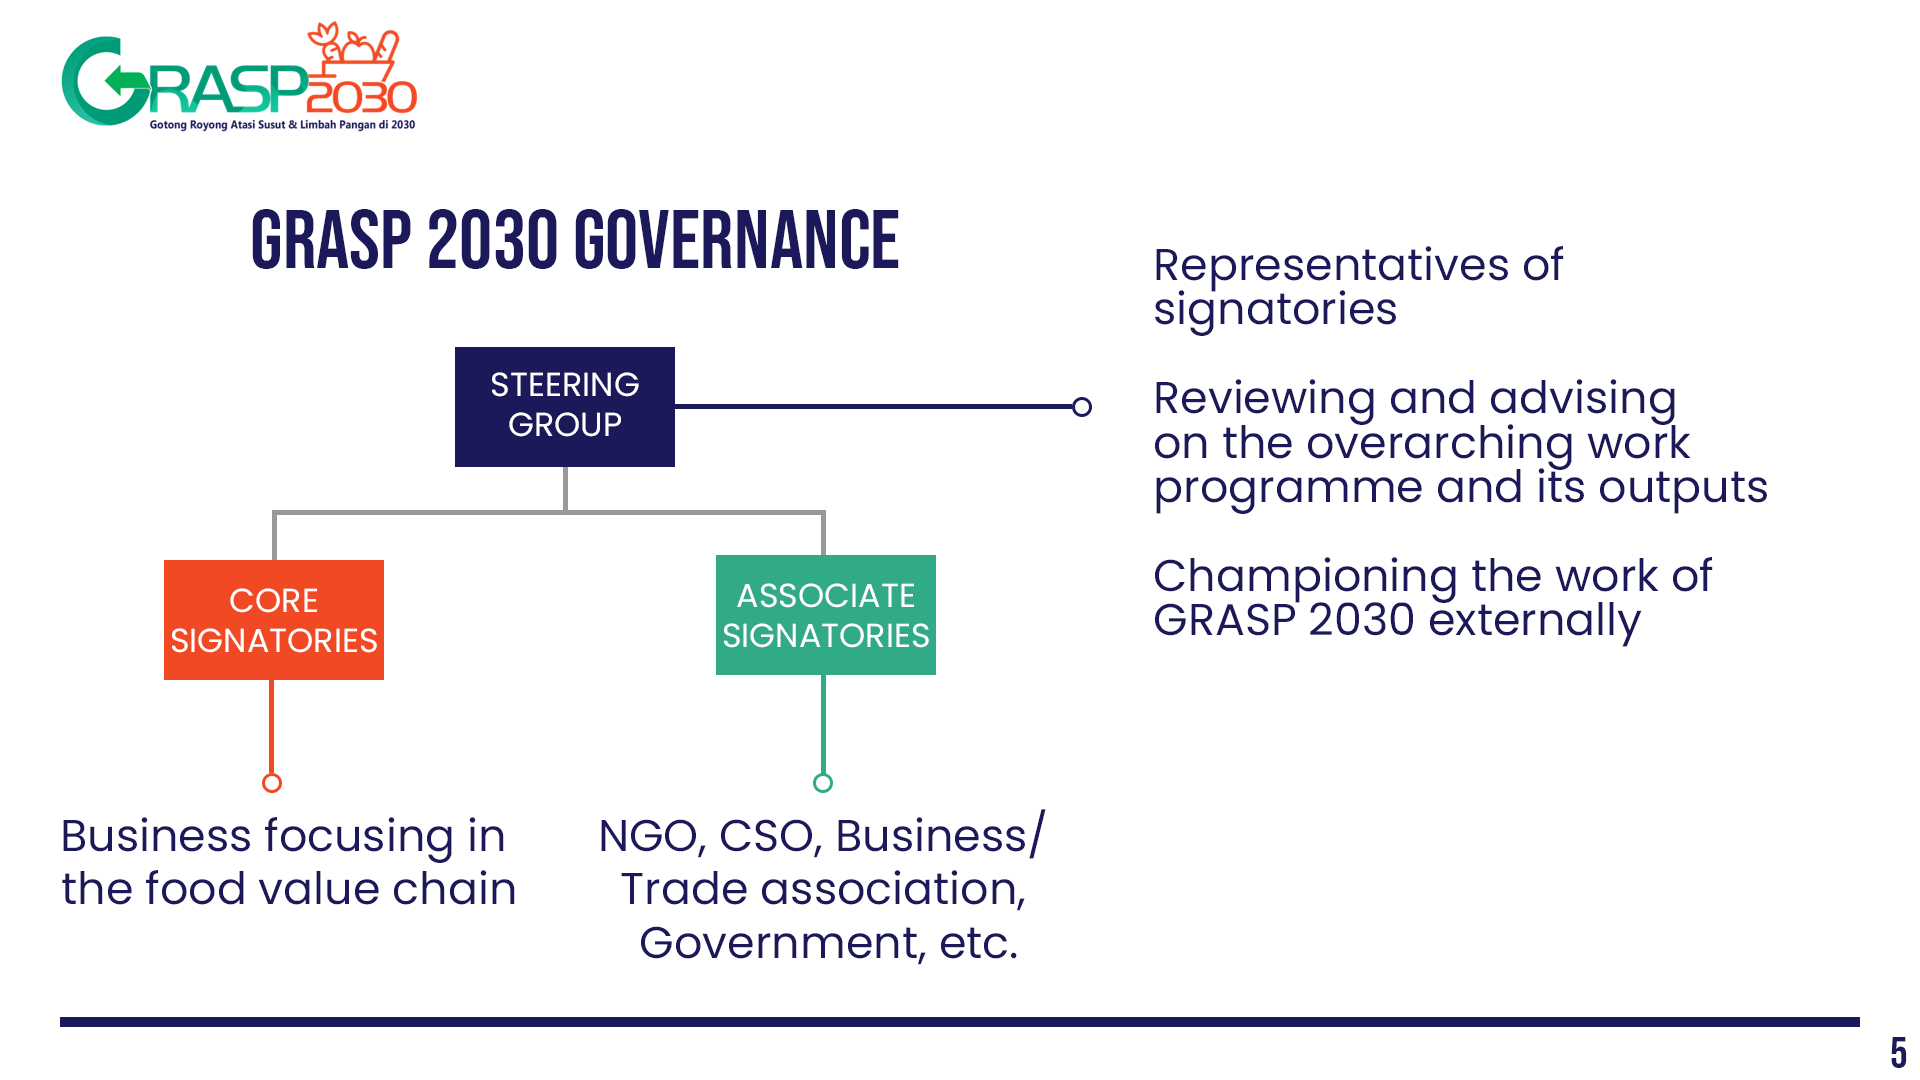 GRASP 2030
Gotong Royong Atasi Susut & Limbah Pangan di 2030
GRASP 2030 GOVERNANCE
STEERING
GROUP
Representatives of
signatories
Reviewing and advising
on the overarching work
programme and its outputs
Championing the work of
GRASP 2030 externally
CORE
SIGNATORIES
ASSOCIATE
SIGNATORIES
Business focusing in
the food value chain
NGO, CSO, Business/
Trade association,
Government, etc.
5